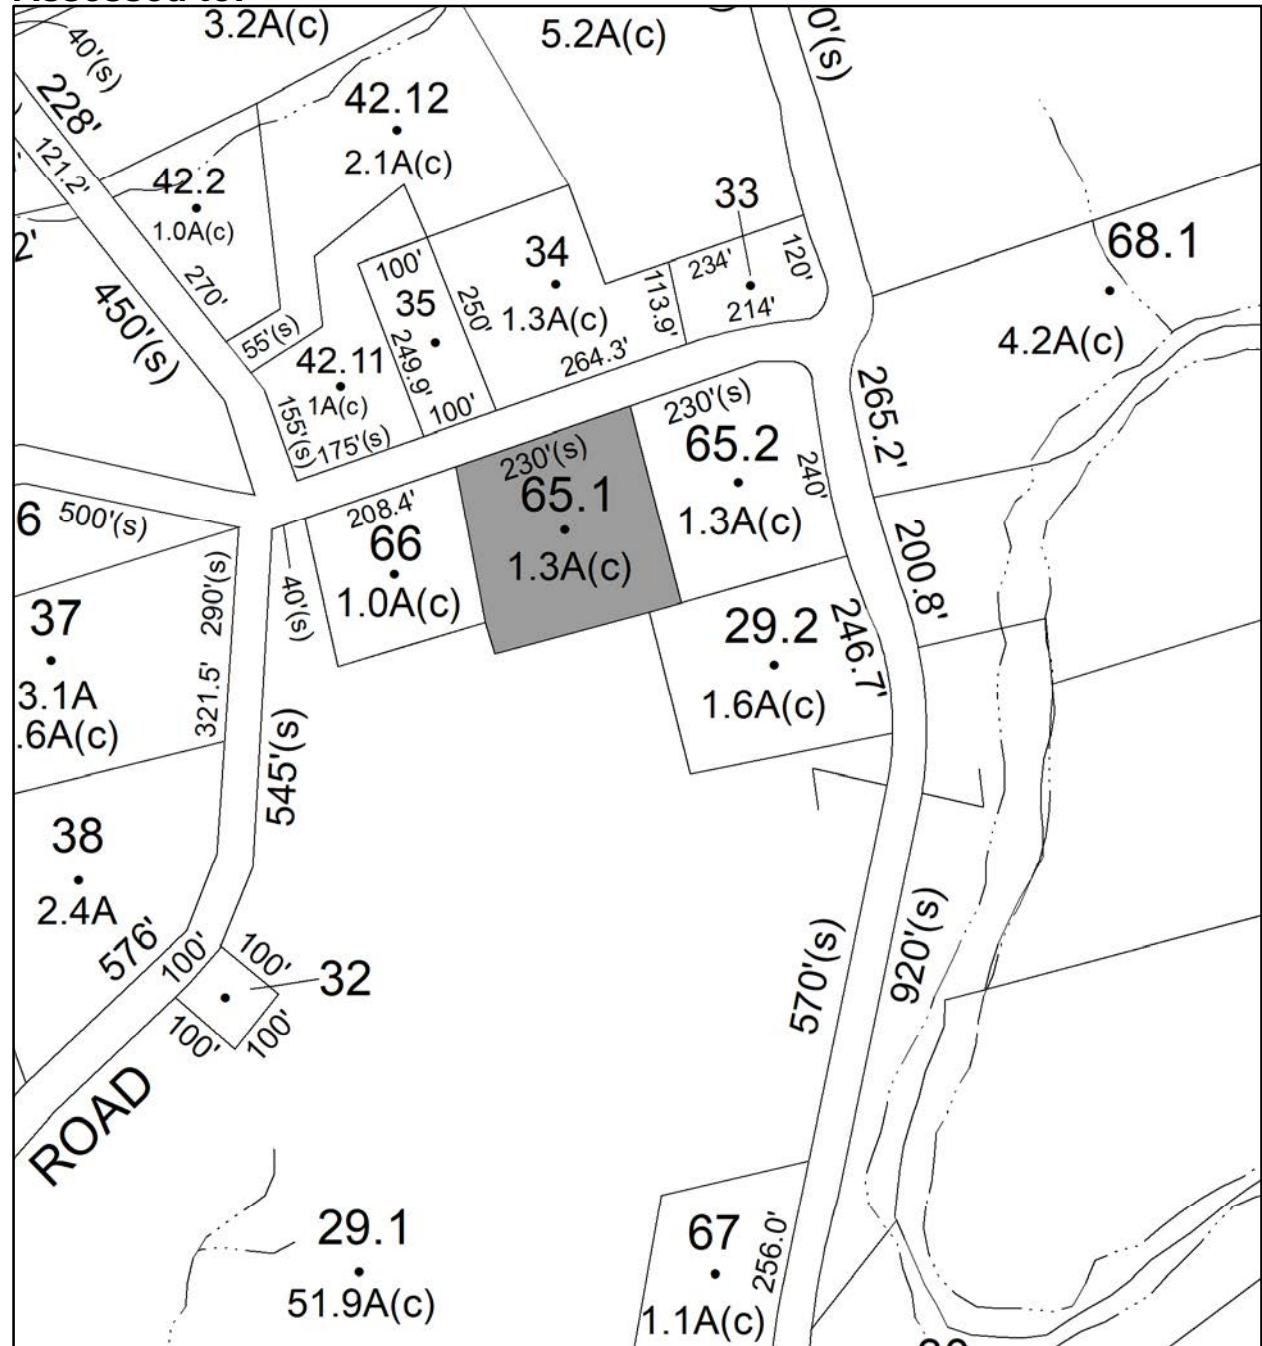 3.2A(c)
5.2A(c)
0'(s)
40'(s)
228'
121.2'
42.12
2.1A(c)
42.2
1.0A(c)
33
234'
120'
214'
113.9'
34
1.3A(c)
264.3'
68.1
4.2A(c)
2'
270'
450'(s)
55'(s)
100'
35
250'
249.9'
100'
42.11
1A(c)
155'(s)
175'(s)
265.2'
230'(s)
65.2
240'
1.3A(c)
230'(s)
65.1
1.3A(c)
208.4'
66
1.0A(c)
6
500'(s)
290'(s)
40'(s)
200.8'
37
3.1A
.6A(c)
321.5'
29.2
1.6A(c)
246.7'
545'(s)
38
2.4A
576'
100'
100'
32
100'
100'
570'(s)
920'(s)
ROAD
29.1
51.9A(c)
67
256.0'
1.1A(c)